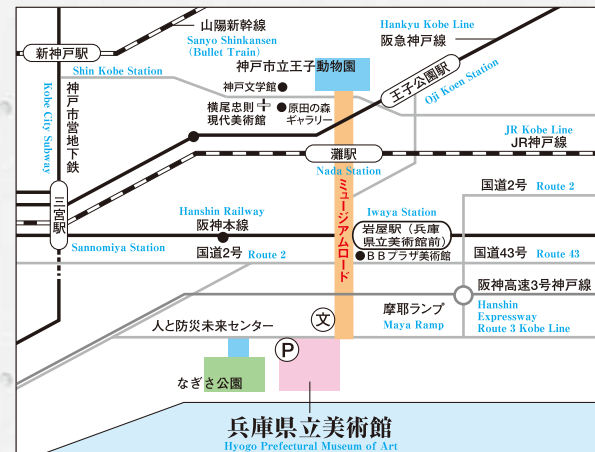 山陽新幹線
Sanyo Shinkansen
(Bullet Train)
Hankyu Kobe Line
阪急神戸線
新神戸駅
Shin Kobe Station
神戸市立王子動物園
神戸文学館
王子公園駅
Oji Koen Station
横尾忠則
現代美術館
原田の森
ギャラリー
神戸市営地下鉄
Kobe City Subway
JR Kobe Line
JR神戸線
灘駅
Nada Station
ミュージアムロード
国道2号 Route 2
三宮駅
Sannomiya Station
Hanshin Railway
阪神本線
Iwaya Station
岩屋駅（兵庫
県立美術館前）
BBプラザ美術館
国道2号 Route 2
国道43号 Route 43
阪神高速3号神戸線
Hanshin
Expressway
Route 3 Kobe Line
摩耶ランプ
Maya Ramp
文
人と防災未来センター
P
なぎさ公園
兵庫県立美術館
Hyogo Prefectural Museum of Art